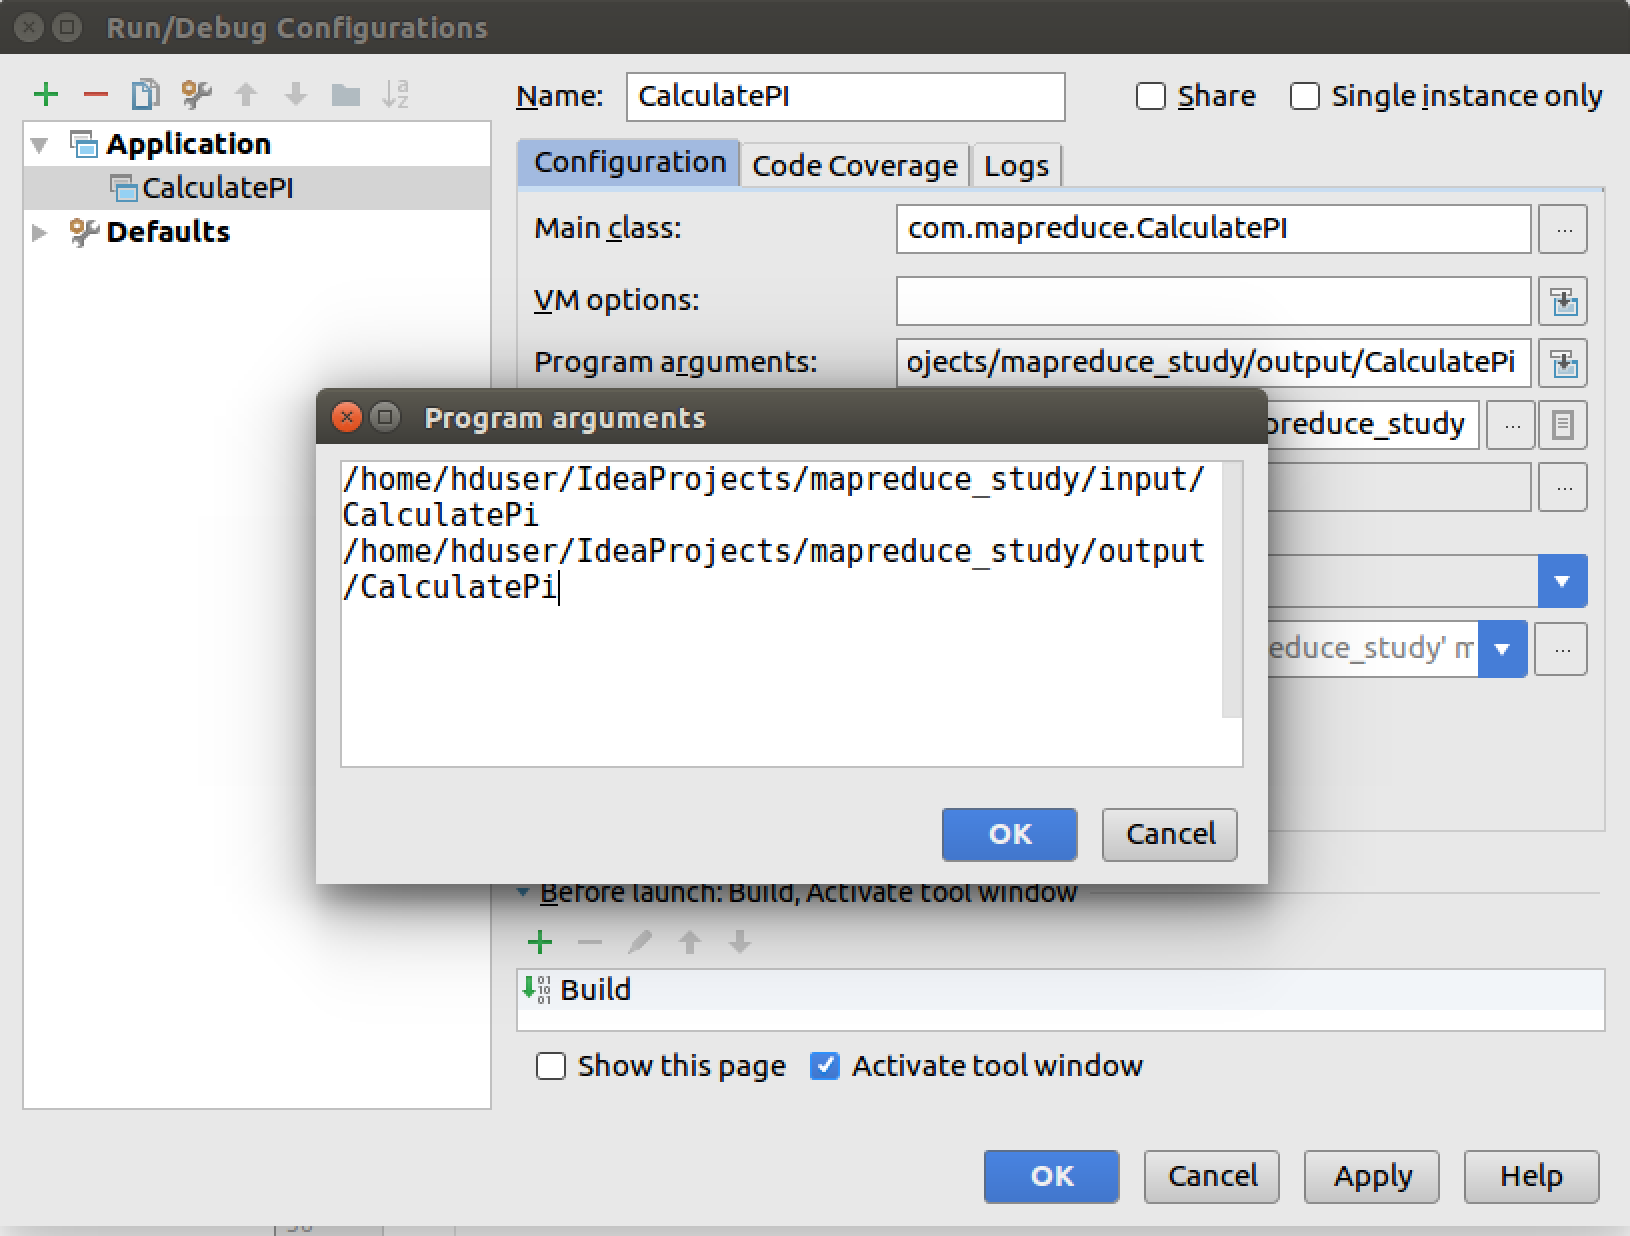 Run/Debug Configurations
Name: CalculatePI Share Single instance only
Application
CalculatePI
Defaults
Configuration Code Coverage Logs
Main class: com.mapreduce.CalculatePI ...
VM options:
Program arguments: ojects/mapreduce_study/output/CalculatePi
preduce_study ...
...
educe_study' m ...
Program arguments
/home/hduser/IdeaProjects/mapreduce_study/input/
CalculatePi
/home/hduser/IdeaProjects/mapreduce_study/output
/CalculatePi
OK Cancel
Before launch: Build, Activate tool window
Build
Show this page Activate tool window
OK Cancel Apply Help